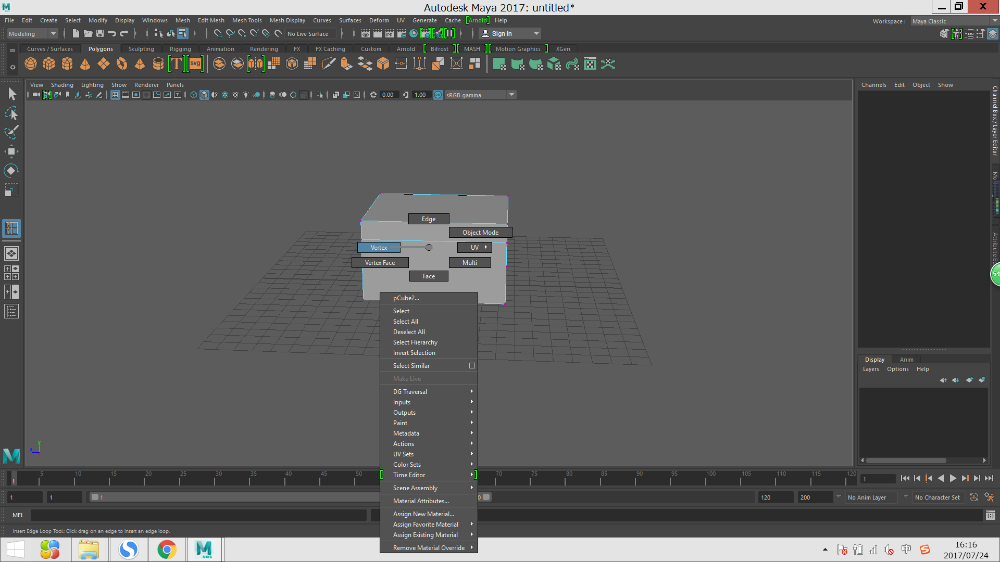 Autodesk Maya 2017: untitled*
File Edit Create Select Modify Display Windows Mesh Edit Mesh Mesh Tools Mesh Display Curves Surfaces Deform UV Generate Cache [Arnold] Help
Workspace : Maya Classic
Modeling
No Live Surface
IPR
Sign In
Curves / Surfaces Polygons Sculpting Rigging Animation Rendering FX FX Caching Custom Arnold Bifrost MASH Motion Graphics XGen
T
svg
View Shading Lighting Show Renderer Panels
0.00
1.00
ON
sRGB gamma
Channels Edit Object Show
Channel Box / Layer Editor
Edge
Object Mode
Vertex
UV
Vertex Face
Multi
Face
54
pCube2...
Select
Select All
Deselect All
Select Hierarchy
Invert Selection
Select Similar
Make Live
DG Traversal
Inputs
Outputs
Paint
Metadata
Actions
UV Sets
Color Sets
Time Editor
Scene Assembly
Material Attributes...
Assign New Material...
Assign Favorite Material
Assign Existing Material
Remove Material Override
Display Anim
Layers Options Help
y
z
M
1 5 10 15 20 25 30 35 40 45 50 70 75 80 85 90 95 100 105 110 115 120
1
1
1
1
0
120
200
No Anim Layer
No Character Set
MEL
Insert Edge Loop Tool: Click-drag on an edge to insert an edge loop.
MAYA
中
S
16:16
2017/07/24